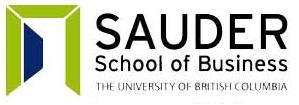 SAUDER
School of Business
THE UNIVERSITY OF BRITISH COLUMBIA